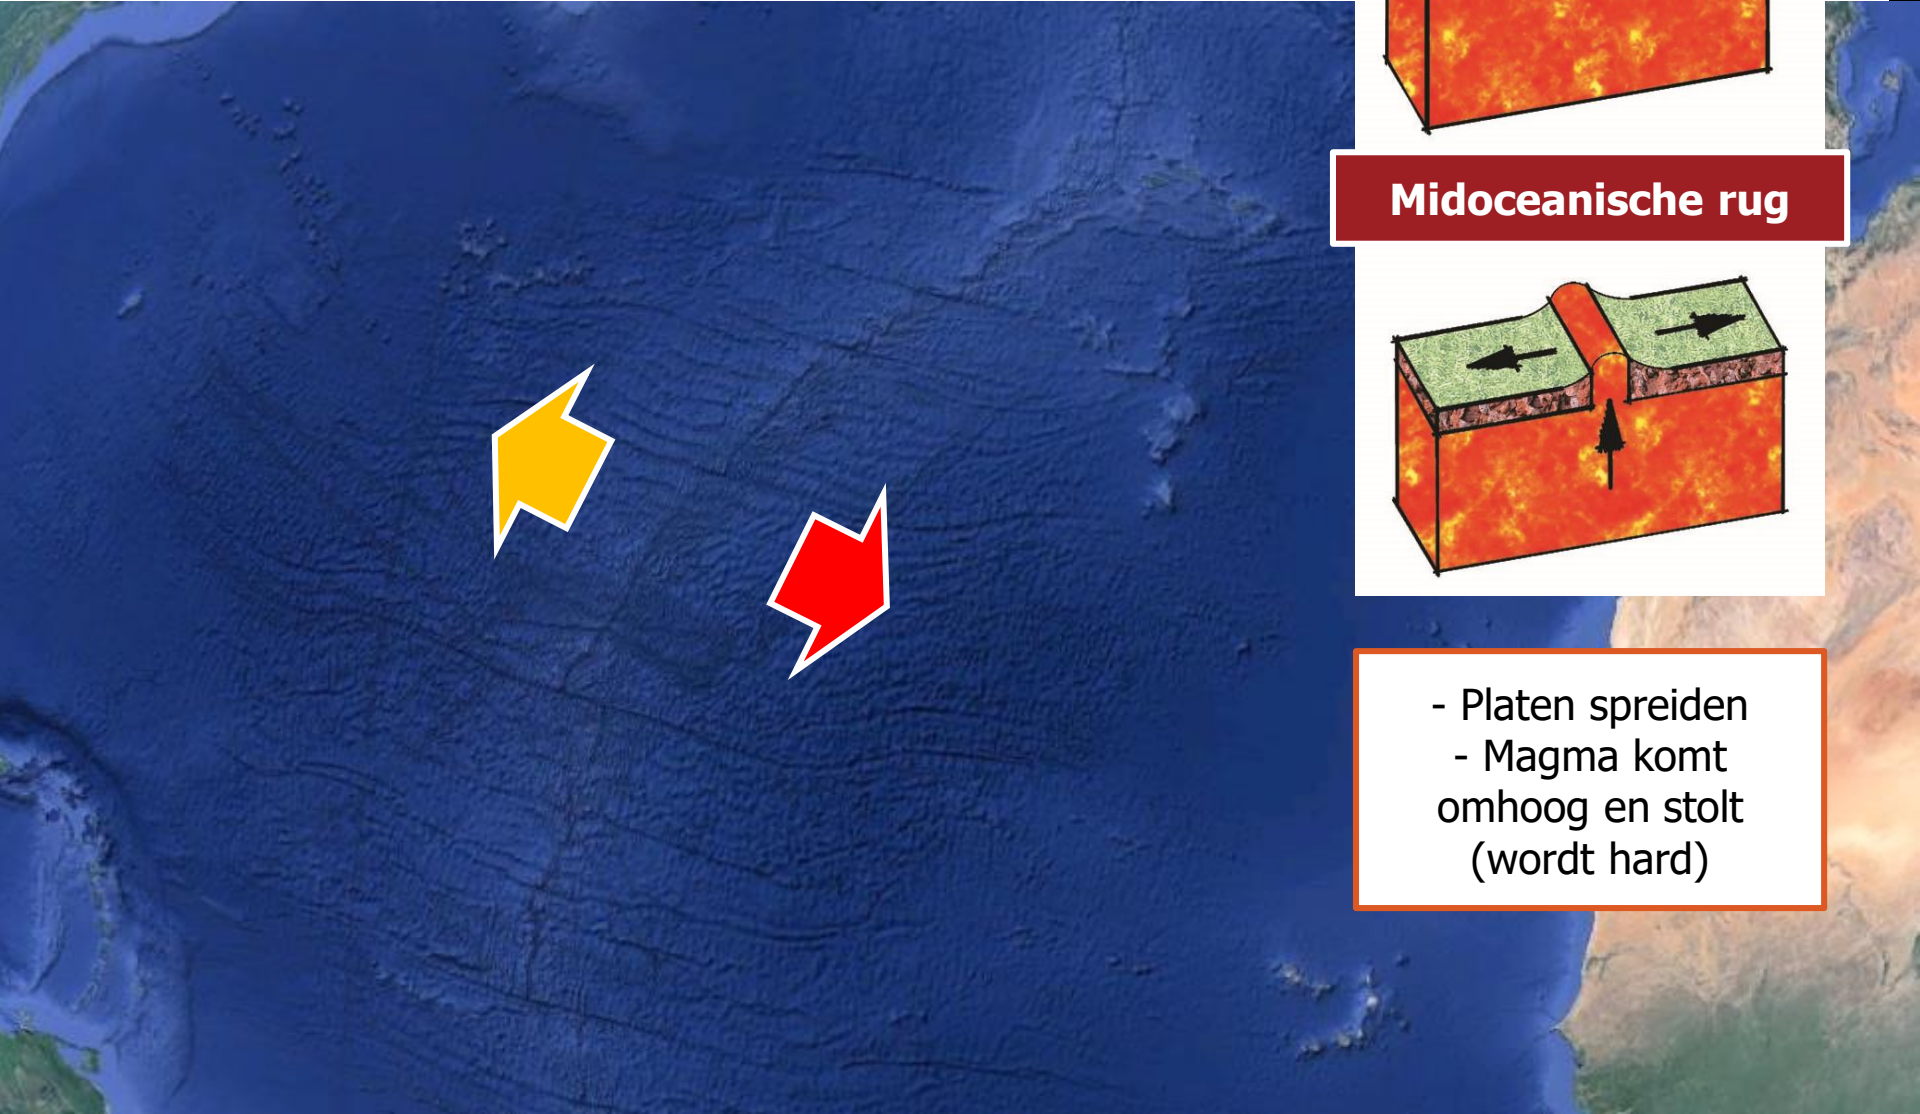 Midoceanische rug
- Platen spreiden
- Magma komt
omhoog en stolt
(wordt hard)